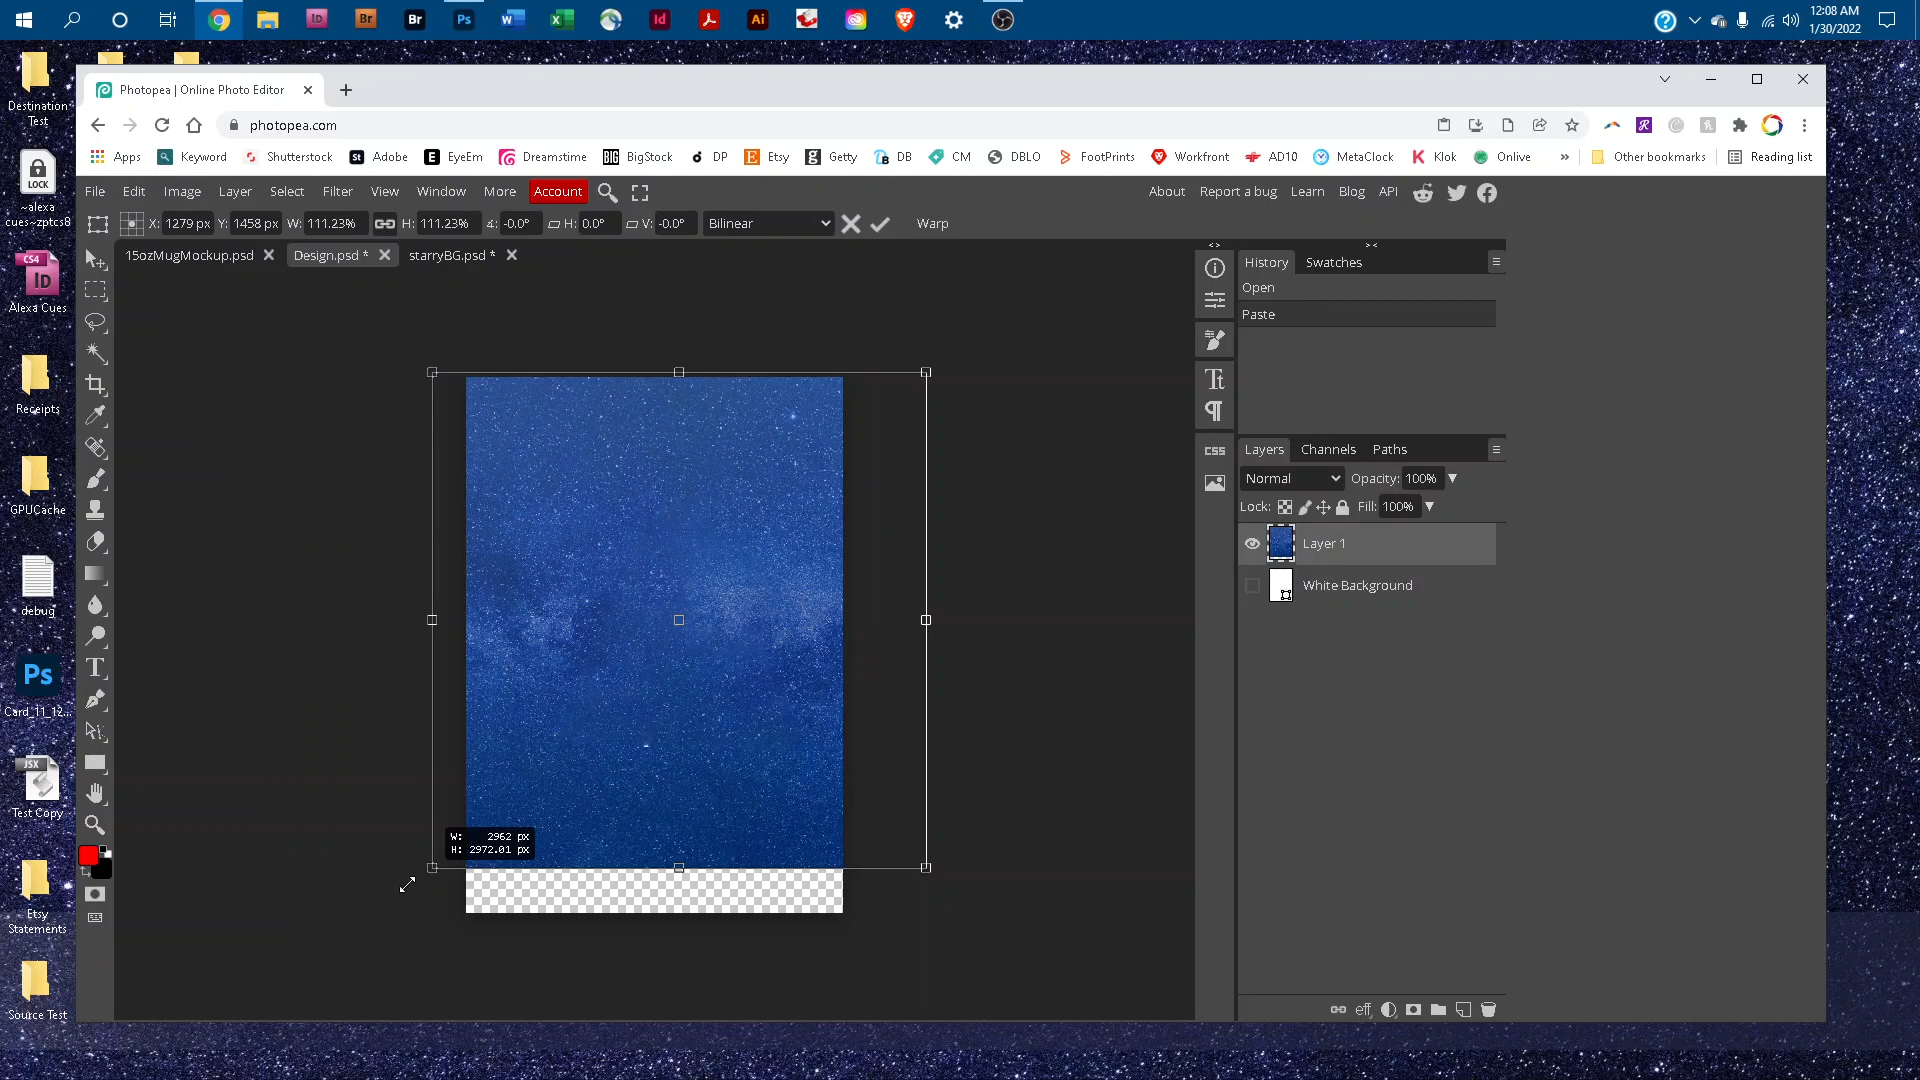 12:08 AM
1/30/2022
Destination
Test
LOCK
~alexa
cues~zptcs8
CS4
Alexa Cues
Receipts
GPUCache
debug
Card_11_12...
JSX
Test Copy
Etsy
Statements
Source Test
Photopea | Online Photo Editor
photopea.com
Apps Keyword Shutterstock Adobe EyeEm Dreamstime BigStock DP Etsy Getty DB CM DBLO FootPrints Workfront AD10 MetaClock Klok Onlive » Other bookmarks Reading list
File Edit Image Layer Select Filter View Window More Account About Report a bug Learn Blog API
X: 1279 px Y: 1458 px W: 111.23% H: 111.23% ∠: -0.0° H: 0.0° V: -0.0° Bilinear Warp
15ozMugMockup.psd Design.psd * starryBG.psd *
History Swatches
Open
Paste
CSS
Layers Channels Paths
Normal Opacity: 100%
Lock: Fill: 100%
Layer 1
White Background
W: 2962 px
H: 2972.01 px
eff